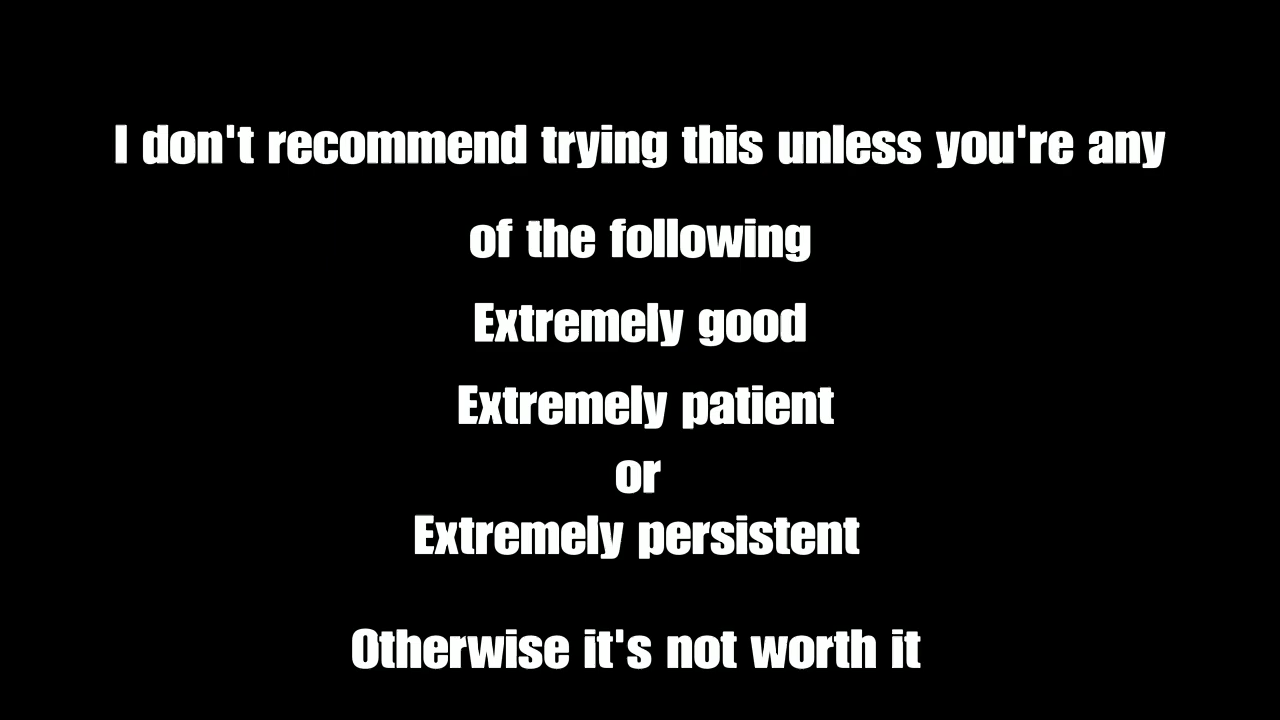 I don't recommend trying this unless you're any
of the following
Extremely good
Extremely patient
or
Extremely persistent
Otherwise it's not worth it